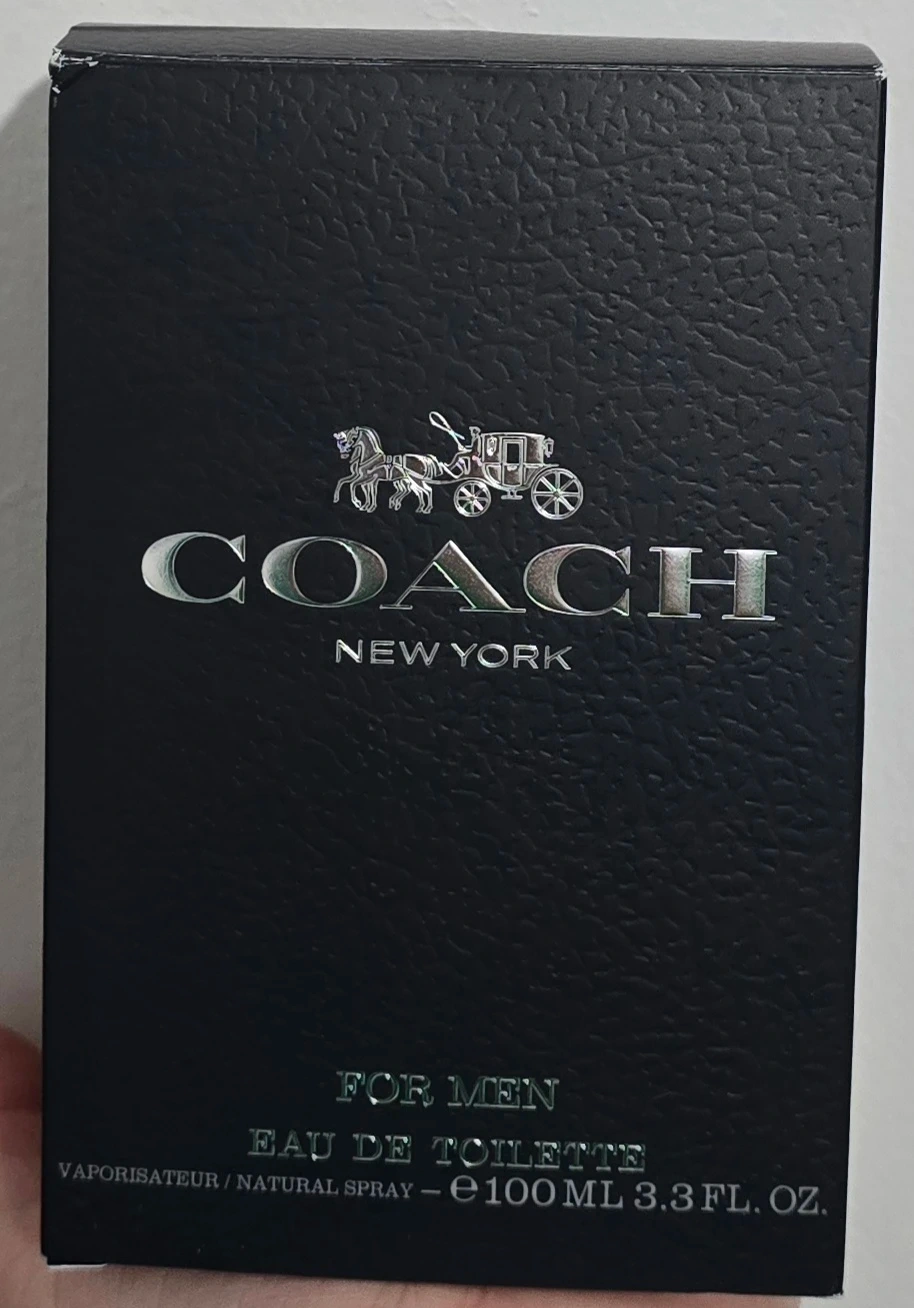 COACH
NEW YORK
FOR MEN
EAU DE TOILETTE
VAPORISATEUR / NATURAL SPRAY – ℮ 100 ML 3.3 FL. OZ.